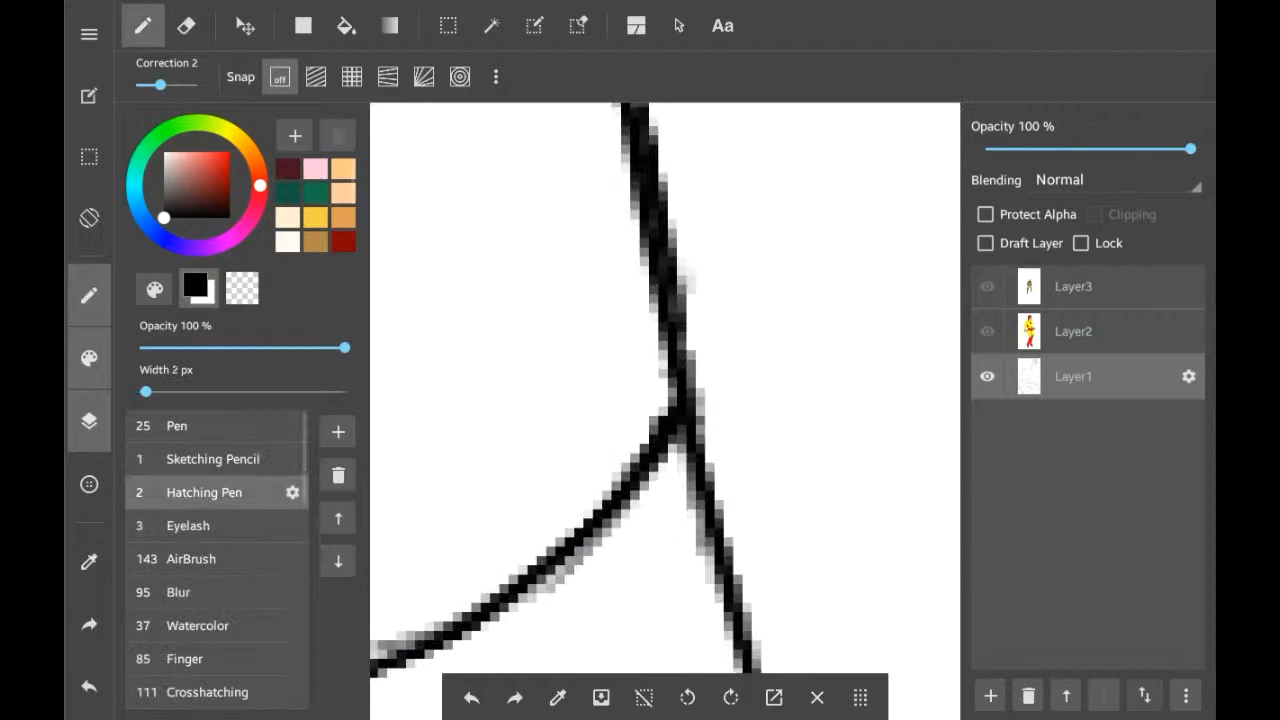 Aa
Correction 2
Snap
off
Opacity 100 %
Width 2 px
25 Pen
1 Sketching Pencil
2 Hatching Pen
3 Eyelash
143 AirBrush
95 Blur
37 Watercolor
85 Finger
111 Crosshatching
Opacity 100 %
Blending Normal
Protect Alpha Clipping
Draft Layer Lock
Layer3
Layer2
Layer1